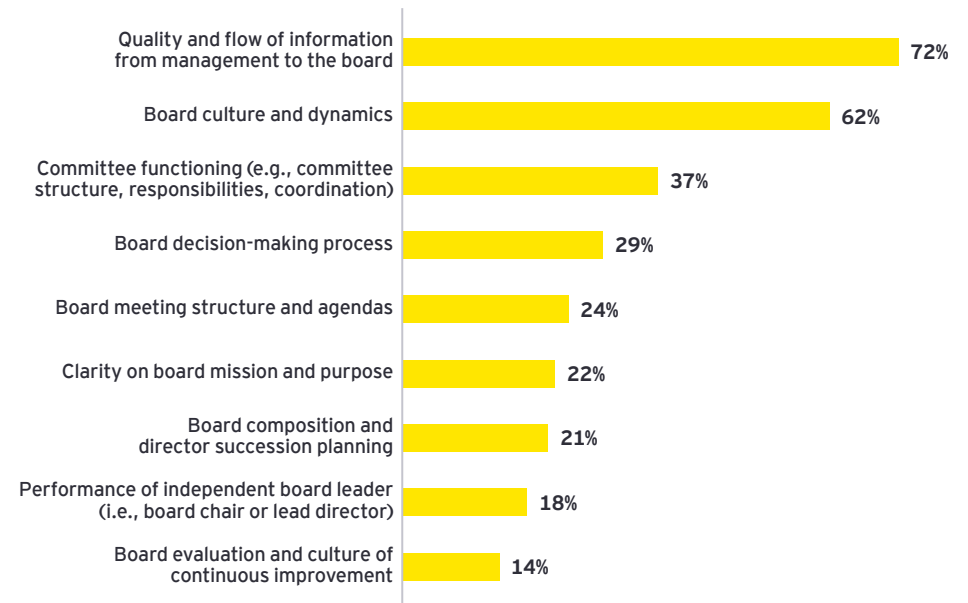 Quality and flow of information
from management to the board
72%
Board culture and dynamics
62%
Committee functioning (e.g., committee
structure, responsibilities, coordination)
37%
Board decision-making process
29%
Board meeting structure and agendas
24%
Clarity on board mission and purpose
22%
Board composition and
director succession planning
21%
Performance of independent board leader
(i.e., board chair or lead director)
18%
Board evaluation and culture of
continuous improvement
14%